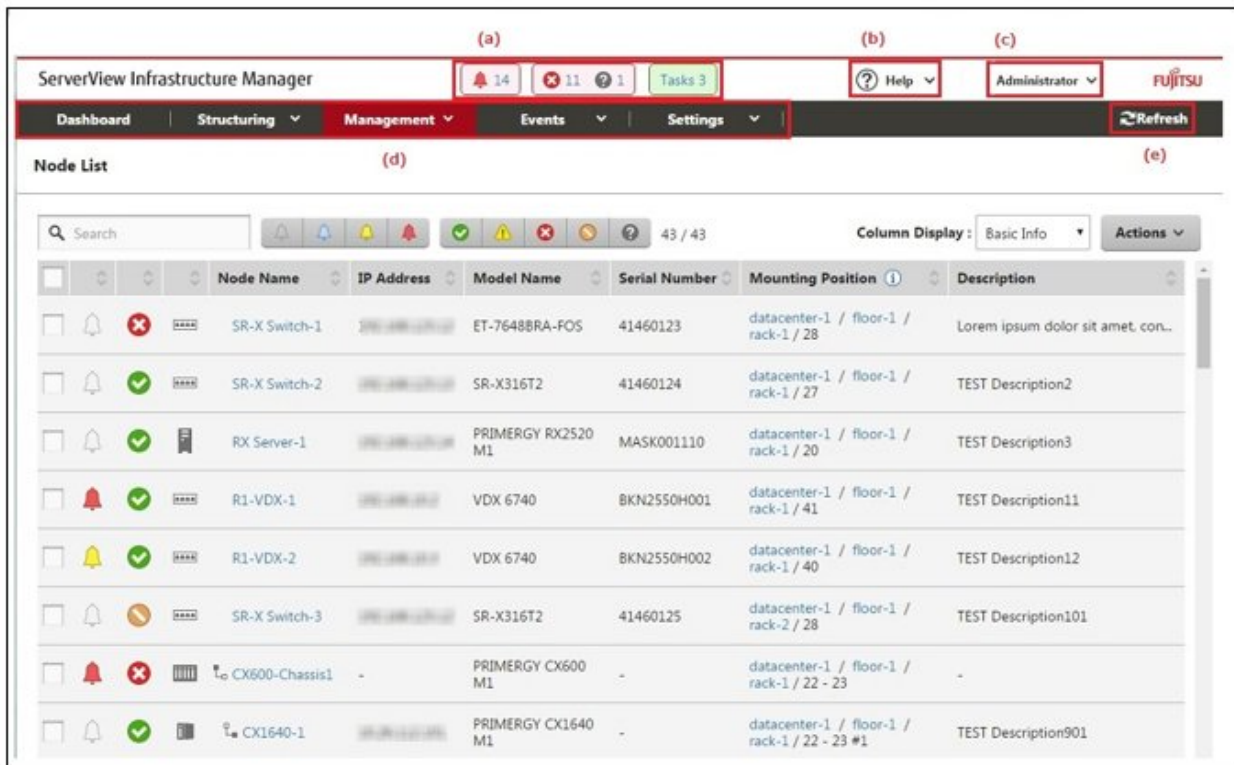 (a) (b) (c)
ServerView Infrastructure Manager 14 11 1 Tasks 3 Help Administrator FUJITSU
Dashboard Structuring Management Events Settings Refresh
(d) (e)
Node List
Search 43 / 43 Column Display : Basic Info Actions
Node Name IP Address Model Name Serial Number Mounting Position Description
SR-X Switch-1 ET-7648BRA-FOS 41460123 datacenter-1 / floor-1 / Lorem ipsum dolor sit amet, con...
rack-1 / 28
SR-X Switch-2 SR-X316T2 41460124 datacenter-1 / floor-1 / TEST Description2
rack-1 / 27
RX Server-1 PRIMERGY RX2520 MASK001110 datacenter-1 / floor-1 / TEST Description3
M1 rack-1 / 20
R1-VDX-1 VDX 6740 BKN2550H001 datacenter-1 / floor-1 / TEST Description11
rack-1 / 41
R1-VDX-2 VDX 6740 BKN2550H002 datacenter-1 / floor-1 / TEST Description12
rack-1 / 40
SR-X Switch-3 SR-X316T2 41460125 datacenter-1 / floor-1 / TEST Description101
rack-2 / 28
CX600-Chassis1 - PRIMERGY CX600 - datacenter-1 / floor-1 / -
M1 rack-1 / 22 - 23
CX1640-1 PRIMERGY CX1640 - datacenter-1 / floor-1 / TEST Description901
M1 rack-1 / 22 - 23 #1